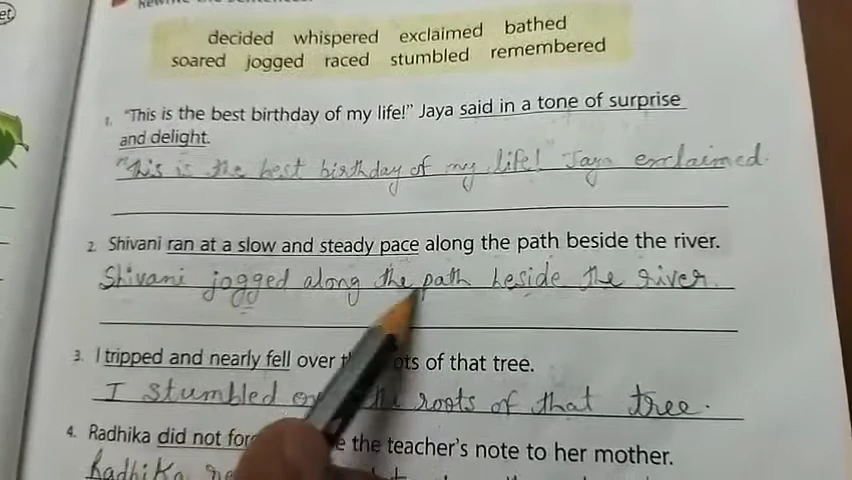 decided whispered exclaimed bathed
soared jogged raced stumbled remembered
1. "This is the best birthday of my life!" Jaya said in a tone of surprise
and delight.
"This is the best birthday of my life!" Jaya exclaimed.
2. Shivani ran at a slow and steady pace along the path beside the river.
Shivani jogged along the path beside the river.
3. I tripped and nearly fell over of that tree.
I stumbled roots of that tree.
4. Radhika did not the teacher's note to her mother.
Radhika